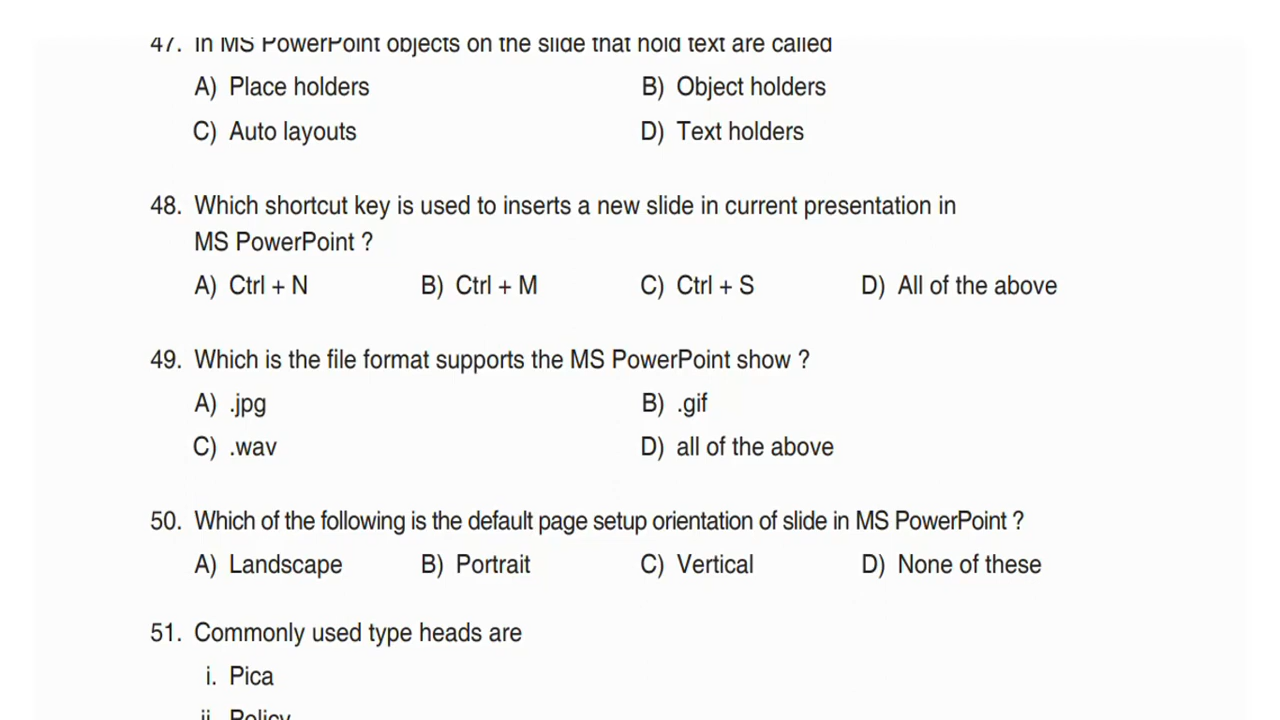 47. In MS PowerPoint objects on the slide that hold text are called
A) Place holders B) Object holders
C) Auto layouts D) Text holders
48. Which shortcut key is used to inserts a new slide in current presentation in
MS PowerPoint ?
A) Ctrl + N B) Ctrl + M C) Ctrl + S D) All of the above
49. Which is the file format supports the MS PowerPoint show ?
A) .jpg B) .gif
C) .wav D) all of the above
50. Which of the following is the default page setup orientation of slide in MS PowerPoint ?
A) Landscape B) Portrait C) Vertical D) None of these
51. Commonly used type heads are
i. Pica
ii. Policy